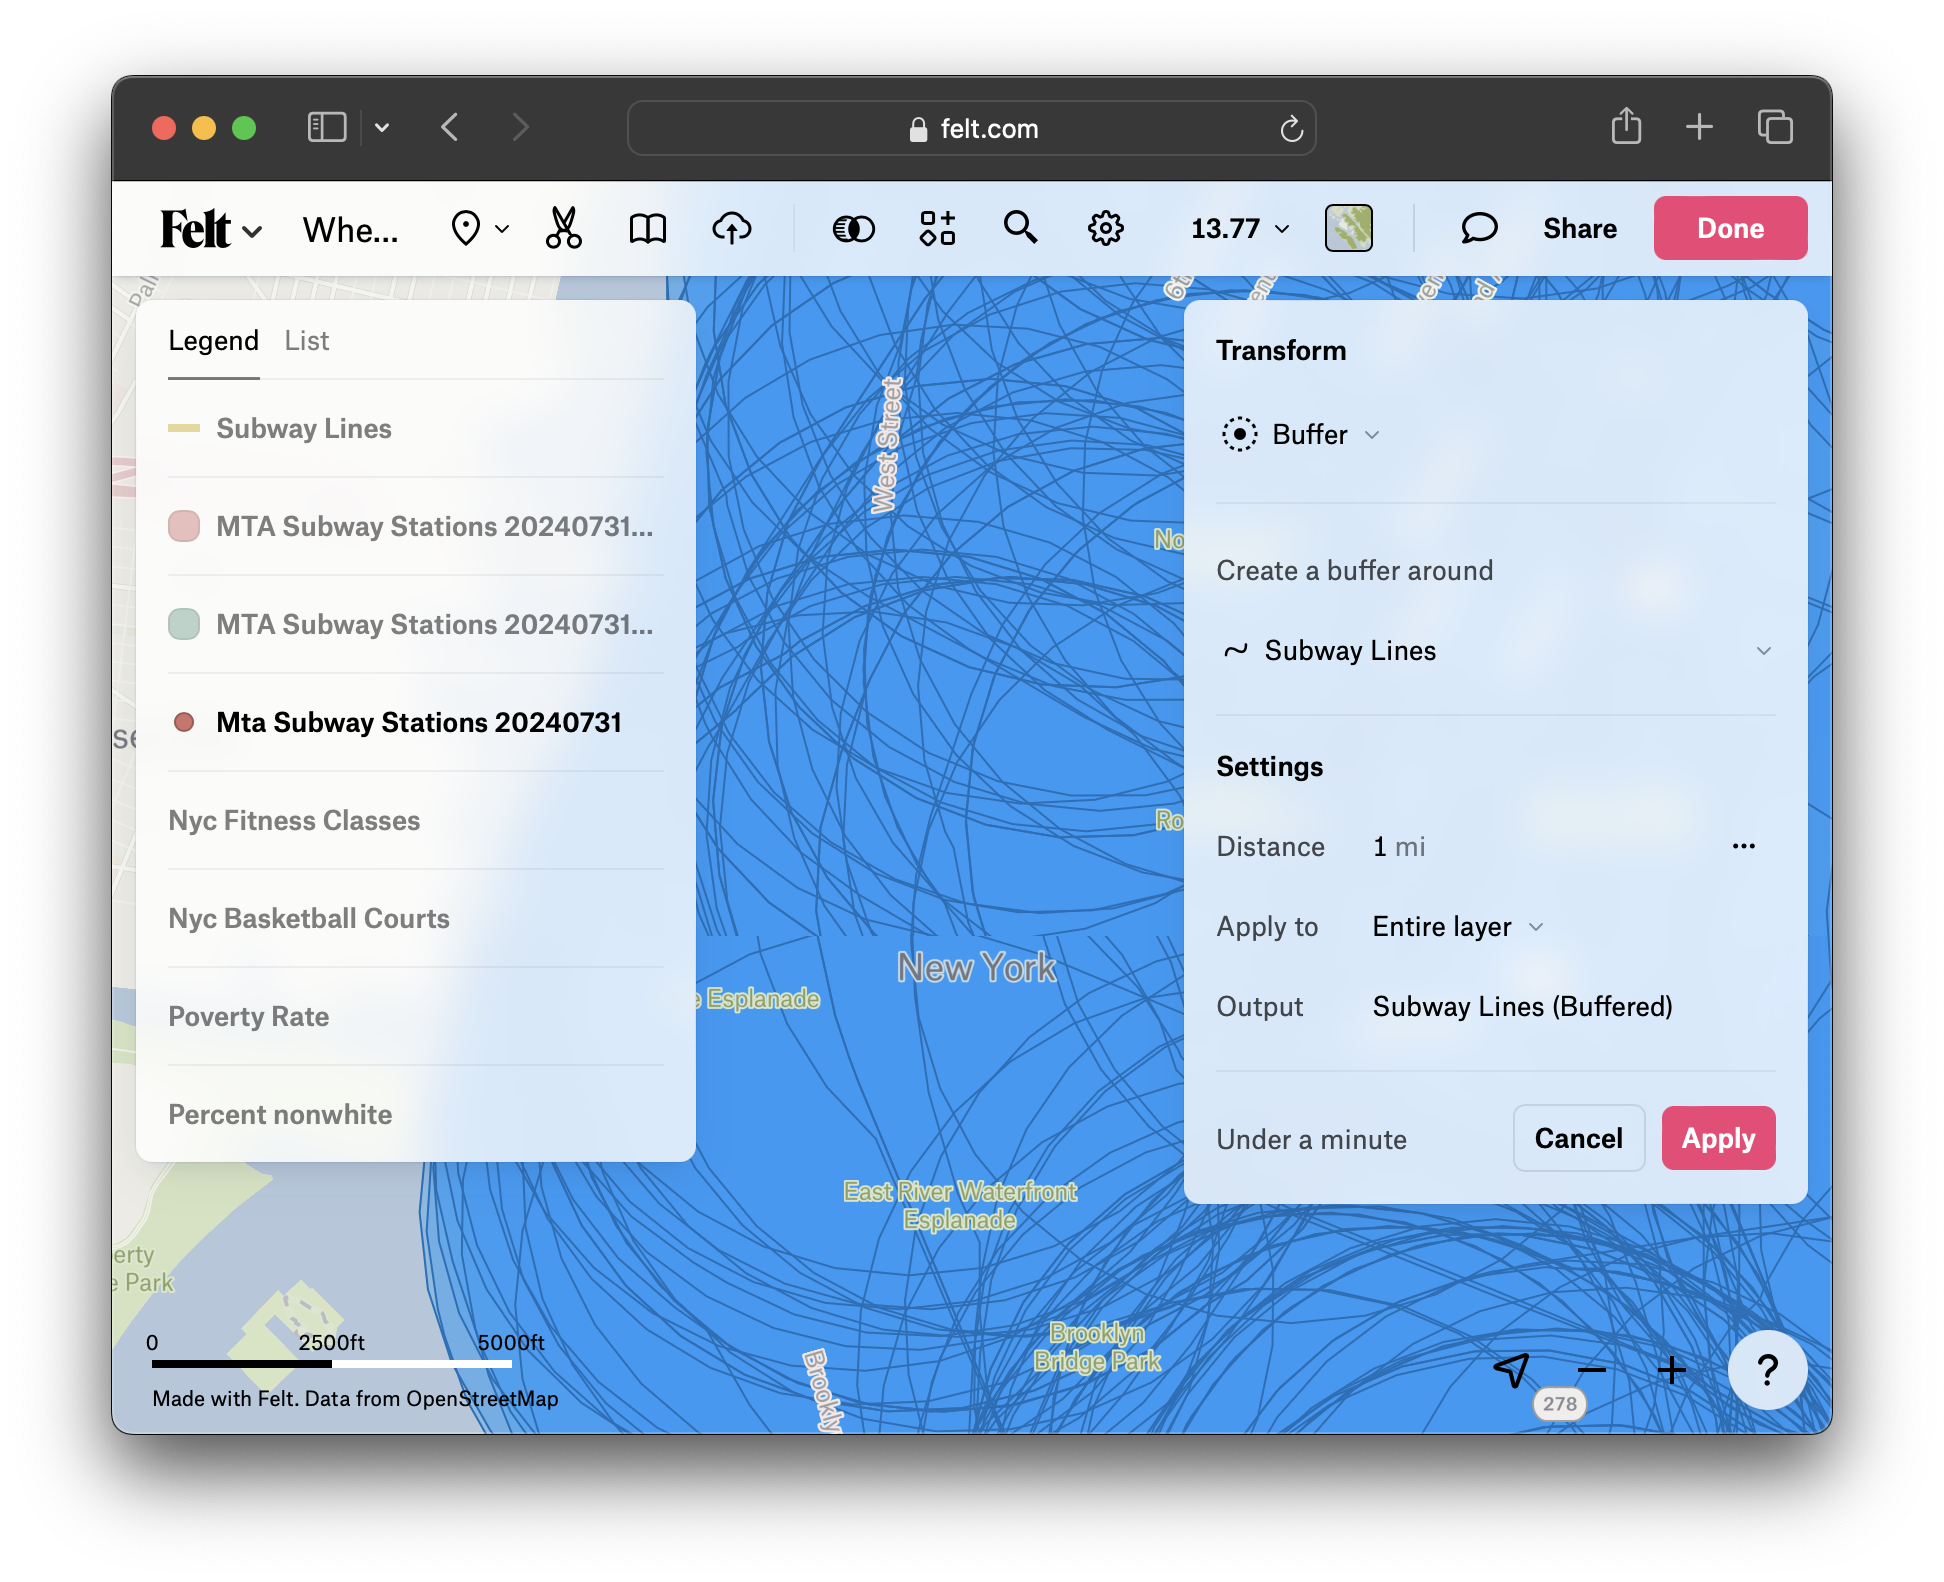 felt.com
Felt
Whe...
13.77
Share
Done
Legend
List
Subway Lines
MTA Subway Stations 20240731...
MTA Subway Stations 20240731...
Mta Subway Stations 20240731
Nyc Fitness Classes
Nyc Basketball Courts
Poverty Rate
Percent nonwhite
West Street
New York
Esplanade
East River Waterfront
Esplanade
Brooklyn
Bridge Park
Brookly
erty
e Park
278
Transform
Buffer
Create a buffer around
Subway Lines
Settings
Distance
1 mi
Apply to
Entire layer
Output
Subway Lines (Buffered)
Under a minute
Cancel
Apply
?
0
2500ft
5000ft
Made with Felt. Data from OpenStreetMap